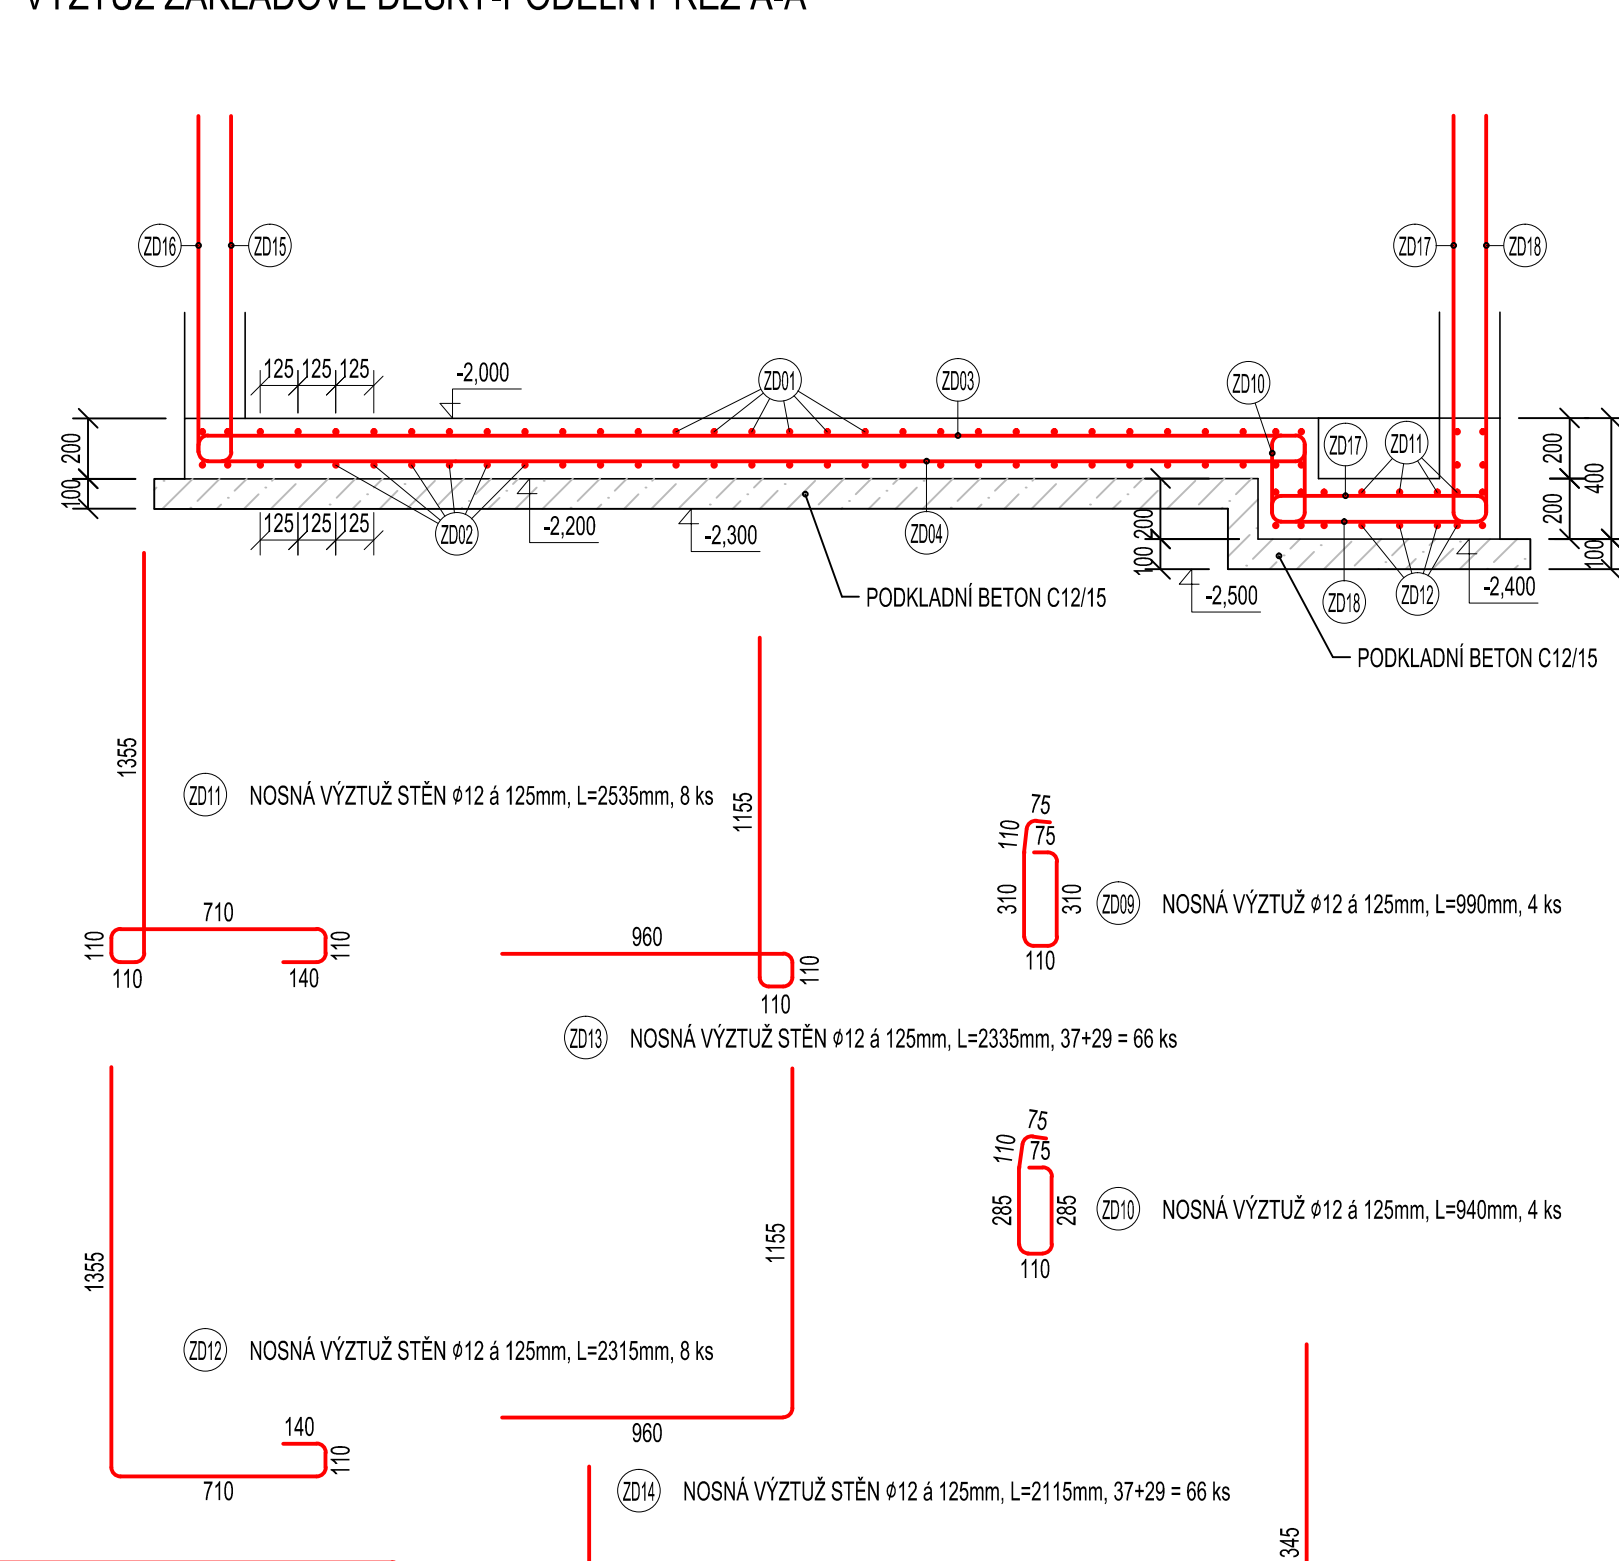 VÝZTUŽ ZÁKLADOVÉ DESKY-PODÉLNÝ ŘEZ A-A
ZD16
ZD15
ZD17
ZD18
125 125 125
-2,000
ZD01
ZD03
ZD10
ZD17
ZD11
200
100
200
400
200
100
125 125 125
ZD02
-2,200
-2,300
ZD04
200
100
-2,500
ZD18
ZD12
-2,400
PODKLADNÍ BETON C12/15
PODKLADNÍ BETON C12/15
1355
ZD11 NOSNÁ VÝZTUŽ STĚN ϕ12 á 125mm, L=2535mm, 8 ks
1155
75
110
75
310
310
110
ZD09 NOSNÁ VÝZTUŽ ϕ12 á 125mm, L=990mm, 4 ks
710
110
110
110
140
960
110
110
ZD13 NOSNÁ VÝZTUŽ STĚN ϕ12 á 125mm, L=2335mm, 37+29 = 66 ks
75
110
75
285
285
110
ZD10 NOSNÁ VÝZTUŽ ϕ12 á 125mm, L=940mm, 4 ks
1355
1155
ZD12 NOSNÁ VÝZTUŽ STĚN ϕ12 á 125mm, L=2315mm, 8 ks
140
110
710
960
ZD14 NOSNÁ VÝZTUŽ STĚN ϕ12 á 125mm, L=2115mm, 37+29 = 66 ks
345